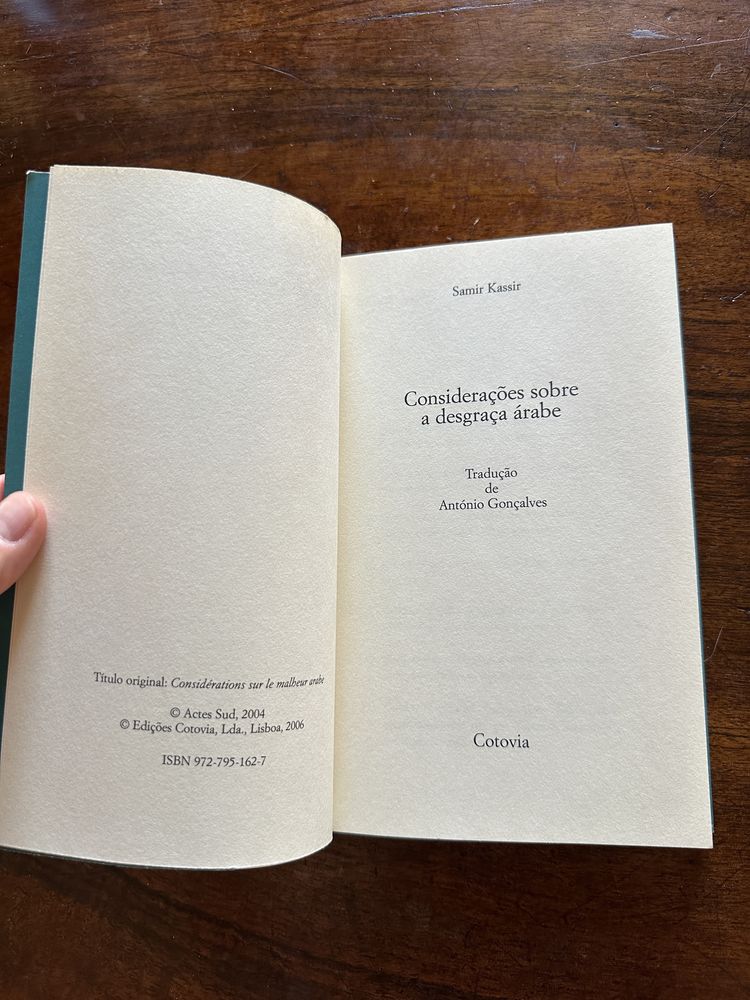 Título original: Considérations sur le malheur arabe
© Actes Sud, 2004
© Edições Cotovia, Lda., Lisboa, 2006
ISBN 972-795-162-7
Samir Kassir
Considerações sobre
a desgraça árabe
Tradução
de
António Gonçalves
Cotovia